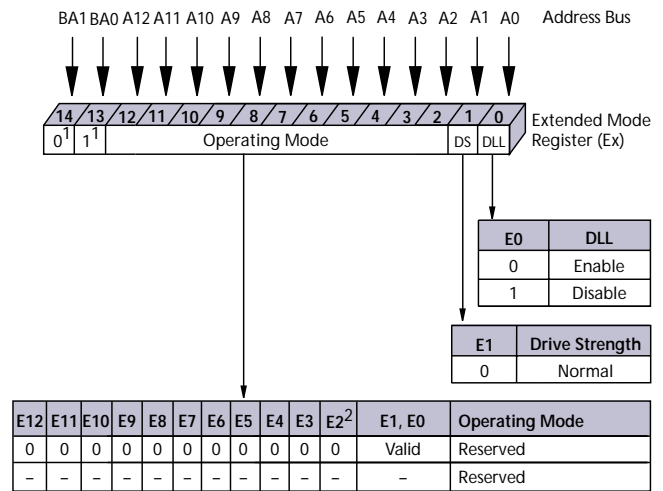 BA1 BA0 A12 A11 A10 A9 A8 A7 A6 A5 A4 A3 A2 A1 A0 Address Bus
14 13 12 11 10 9 8 7 6 5 4 3 2 1 0
Extended Mode
Register (Ex)
0¹ 1¹ Operating Mode DS DLL
E0 DLL
0 Enable
1 Disable
E1 Drive Strength
0 Normal
E12 E11 E10 E9 E8 E7 E6 E5 E4 E3 E2² E1, E0 Operating Mode
0 0 0 0 0 0 0 0 0 0 0 Valid Reserved
– – – – – – – – – – – – Reserved